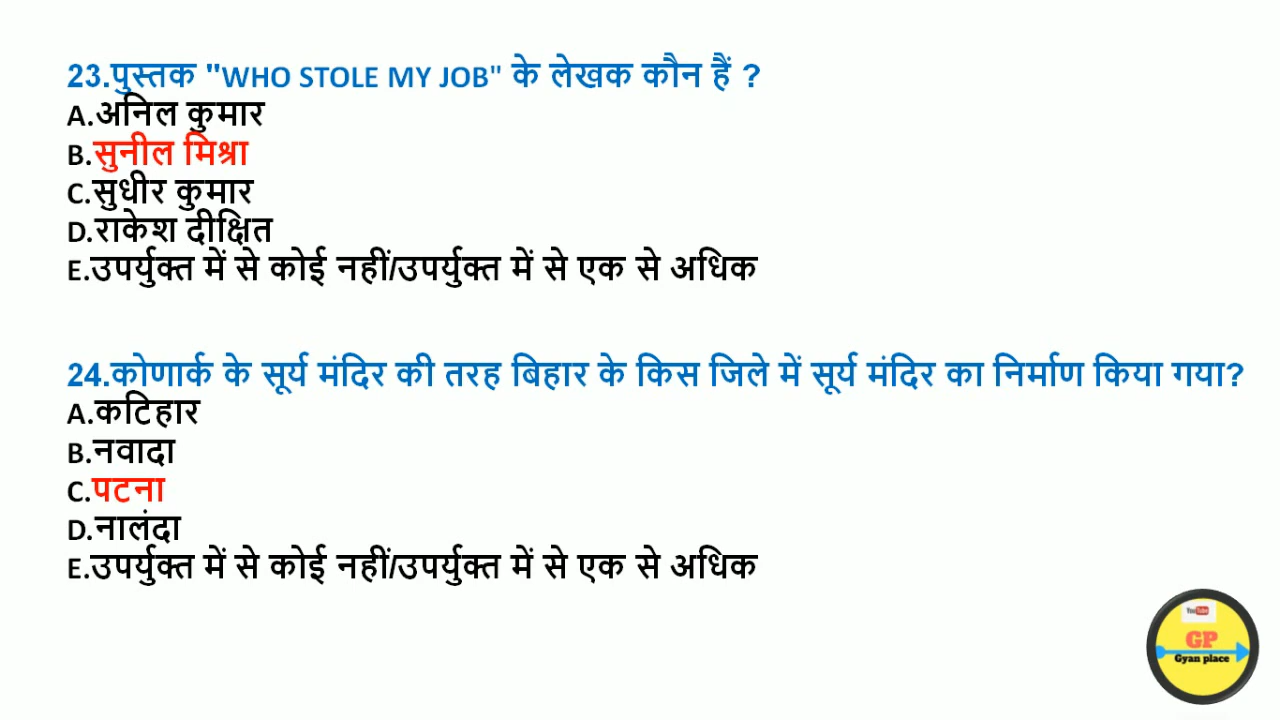 23.पुस्तक "WHO STOLE MY JOB" के लेखक कौन हैं ?
A.अनिल कुमार
B.सुनील मिश्रा
C.सुधीर कुमार
D.राकेश दीक्षित
E.उपर्युक्त में से कोई नहीं/उपर्युक्त में से एक से अधिक
24.कोणार्क के सूर्य मंदिर की तरह बिहार के किस जिले में सूर्य मंदिर का निर्माण किया गया?
A.कटिहार
B.नवादा
C.पटना
D.नालंदा
E.उपर्युक्त में से कोई नहीं/उपर्युक्त में से एक से अधिक
YouTube
GP
Gyan place